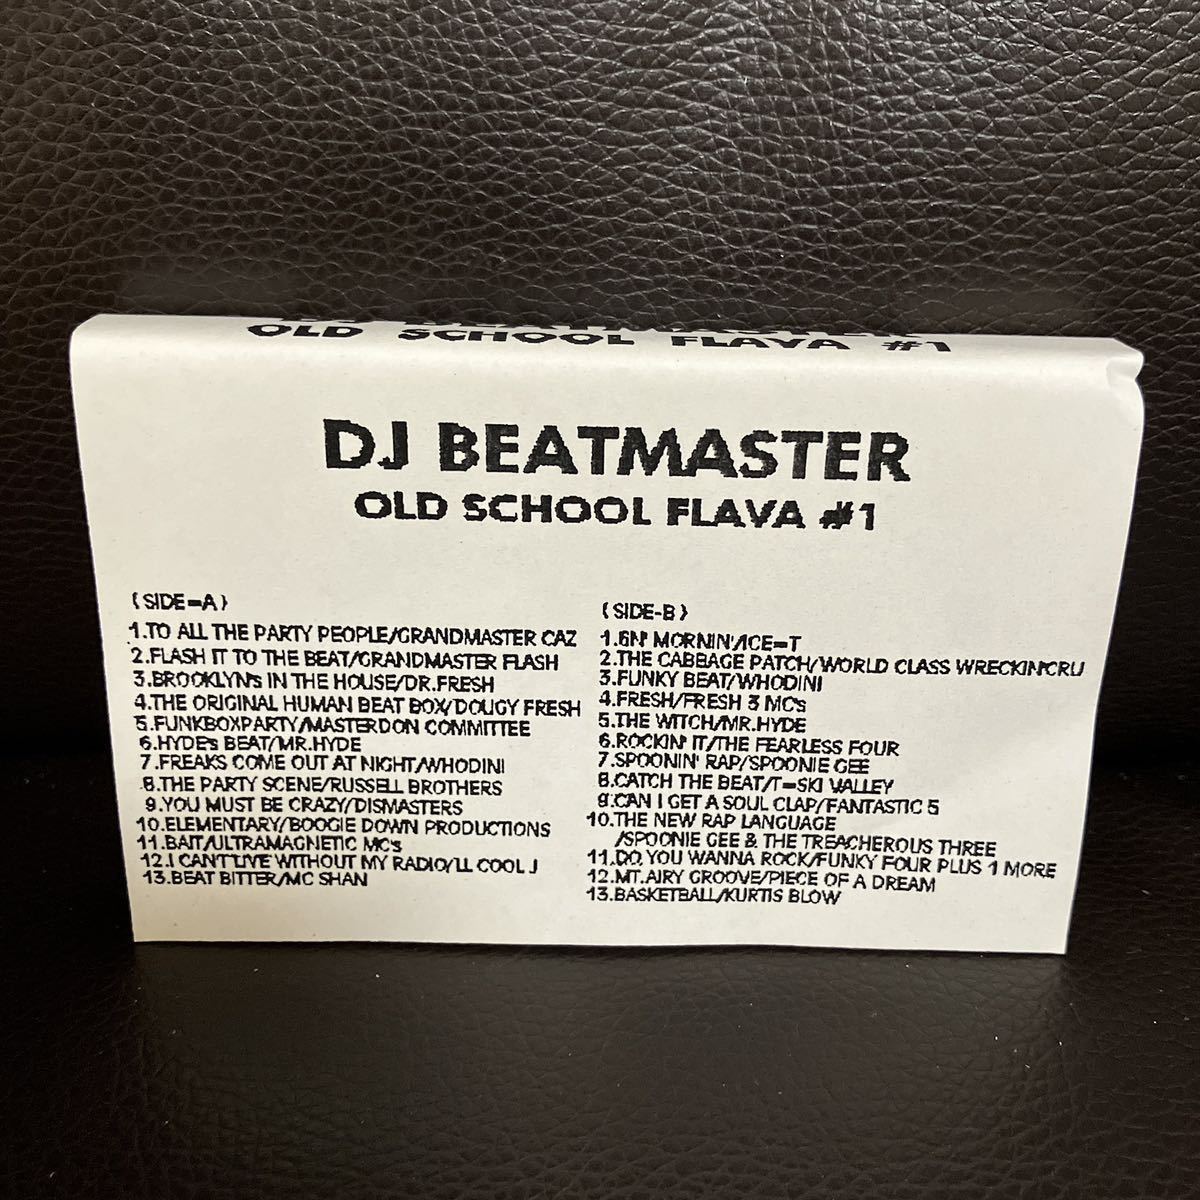 DJ BEATMASTER
OLD SCHOOL FLAVA #1
DJ BEATMASTER
OLD SCHOOL FLAVA #1
(SIDE=A)
1.TO ALL THE PARTY PEOPLE/GRANDMASTER CAZ
2.FLASH IT TO THE BEAT/GRANDMASTER FLASH
3.BROOKLYN's IN THE HOUSE/DR.FRESH
4.THE ORIGINAL HUMAN BEAT BOX/DOUGY FRESH
5.FUNKBOXPARTY/MASTERDON COMMITTEE
6.HYDE's BEAT/MR.HYDE
7.FREAKS COME OUT AT NIGHT/WHODINI
8.THE PARTY SCENE/RUSSELL BROTHERS
9.YOU MUST BE CRAZY/DISMASTERS
10.ELEMENTARY/BOOGIE DOWN PRODUCTIONS
11.BAIT/ULTRAMAGNETIC MC's
12.I CAN'T LIVE WITHOUT MY RADIO/LL COOL J
13.BEAT BITTER/MC SHAN
(SIDE-B)
1.6N' MORNIN'/ICE=T
2.THE CABBAGE PATCH/WORLD CLASS WRECKIN'CRU
3.FUNKY BEAT/WHODINI
4.FRESH/FRESH 3 MC's
5.THE WITCH/MR.HYDE
6.ROCKIN' IT/THE FEARLESS FOUR
7.SPOONIN' RAP/SPOONIE GEE
8.CATCH THE BEAT/T=SKI VALLEY
9.CAN I GET A SOUL CLAP/FANTASTIC 5
10.THE NEW RAP LANGUAGE
/SPOONIE GEE & THE TREACHEROUS THREE
11.DO YOU WANNA ROCK/FUNKY FOUR PLUS 1 MORE
12.MT.AIRY GROOVE/PIECE OF A DREAM
13.BASKETBALL/KURTIS BLOW